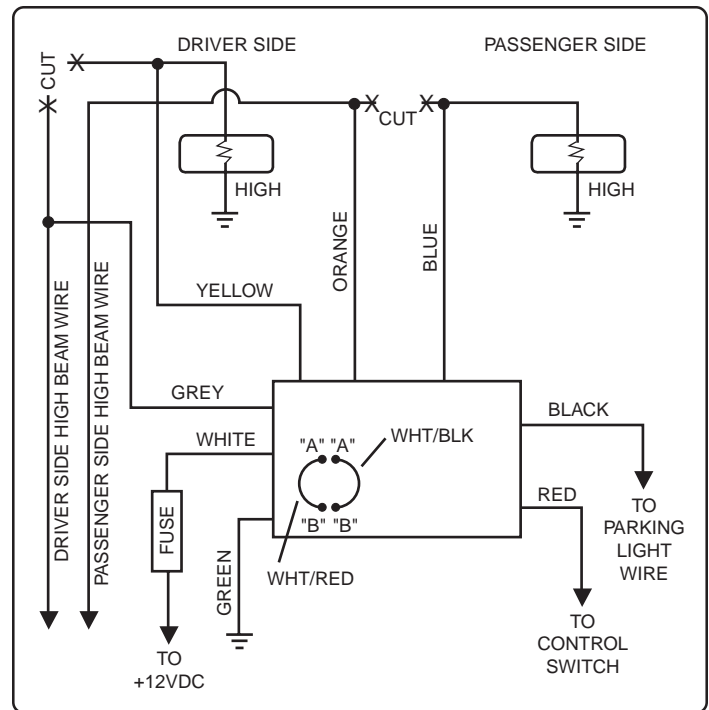 DRIVER SIDE
PASSENGER SIDE
CUT
CUT
HIGH
HIGH
ORANGE
BLUE
YELLOW
DRIVER SIDE HIGH BEAM WIRE
PASSENGER SIDE HIGH BEAM WIRE
GREY
BLACK
WHITE
"A" "A"
WHT/BLK
RED
FUSE
"B" "B"
TO
PARKING
LIGHT
WIRE
GREEN
WHT/RED
TO
CONTROL
SWITCH
TO
+12VDC